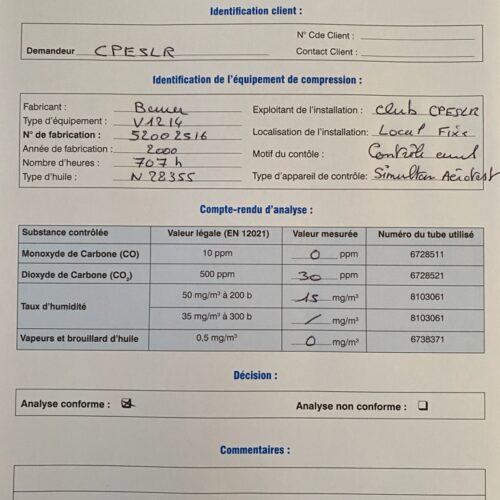 Identification client :
N° Cde Client :
Demandeur CPESLR Contact Client :
Identification de l'équipement de compression :
Fabricant : Bauer Exploitant de l'installation : Club CPESLR
Type d'équipement : V1214 Localisation de l'installation: Local Fixe
N° de fabrication : 52002516
Année de fabrication : 2000 Motif du contrôle : Contrôle
Nombre d'heures : 707 h
Type d'huile : N 28355 Type d'appareil de contrôle : Simultan Aérotest
Compte-rendu d'analyse :
Substance contrôlée Valeur légale (EN 12021) Valeur mesurée Numéro du tube utilisé
Monoxyde de Carbone (CO) 10 ppm 0 ppm 6728511
Dioxyde de Carbone (CO2) 500 ppm 30 ppm 6728521
Taux d'humidité 50 mg/m³ à 200 b 15 mg/m³ 8103061
35 mg/m³ à 300 b / mg/m³ 8103061
Vapeurs et brouillard d'huile 0,5 mg/m³ 0 mg/m³ 6738371
Décision :
Analyse conforme : ☒ Analyse non conforme : ☐
Commentaires :